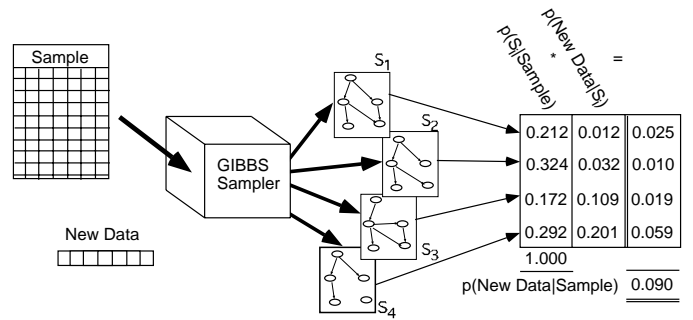 Sample
GIBBS
Sampler
New Data
S1
S2
S3
S4
p(Sj|Sample) * p(New Data|Sj) =
0.212 0.012 0.025
0.324 0.032 0.010
0.172 0.109 0.019
0.292 0.201 0.059
1.000
p(New Data|Sample) 0.090